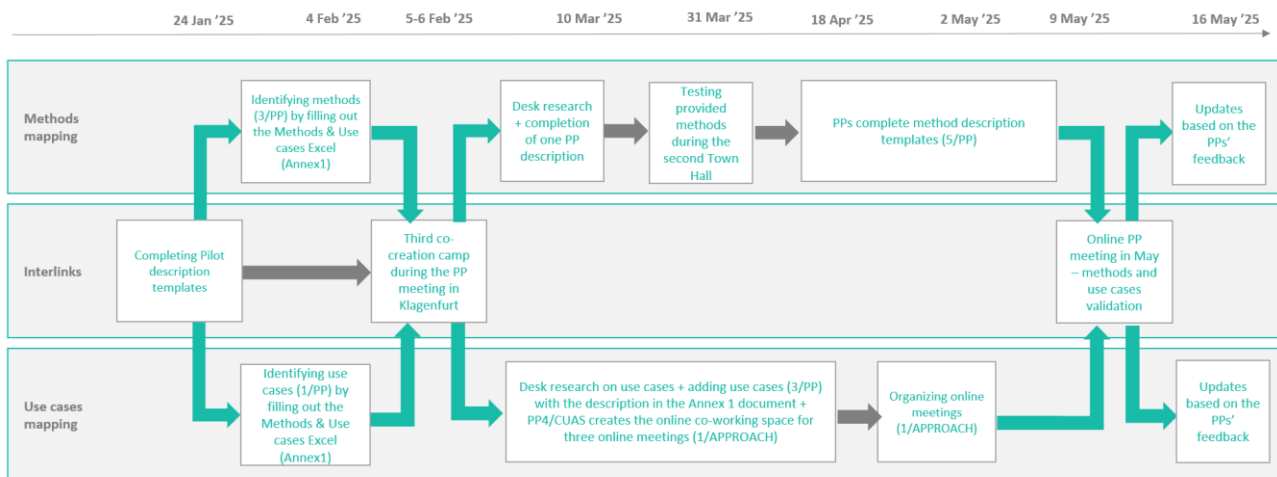 24 Jan ’25
4 Feb ’25
5-6 Feb ’25
10 Mar ’25
31 Mar ’25
18 Apr ’25
2 May ’25
9 May ’25
16 May ’25
Methods
mapping
Identifying methods
(3/PP) by filling out
the Methods & Use
cases Excel
(Annex1)
Desk research
+ completion
of one PP
description
Testing
provided
methods
during the
second Town
Hall
PPs complete method description
templates (5/PP)
Updates
based on the
PPs’
feedback
Interlinks
Completing Pilot
description
templates
Third co-
creation camp
during the PP
meeting in
Klagenfurt
Online PP
meeting in May
– methods and
use cases
validation
Use cases
mapping
Identifying use
cases (1/PP) by
filling out the
Methods & Use
cases Excel
(Annex1)
Desk research on use cases + adding use cases (3/PP)
with the description in the Annex 1 document +
PP4/CUAS creates the online co-working space for
three online meetings (1/APPROACH)
Organizing online
meetings
(1/APPROACH)
Updates
based on the
PPs’
feedback